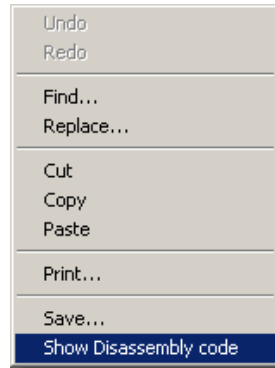 Undo
Redo
Find...
Replace...
Cut
Copy
Paste
Print...
Save...
Show Disassembly code